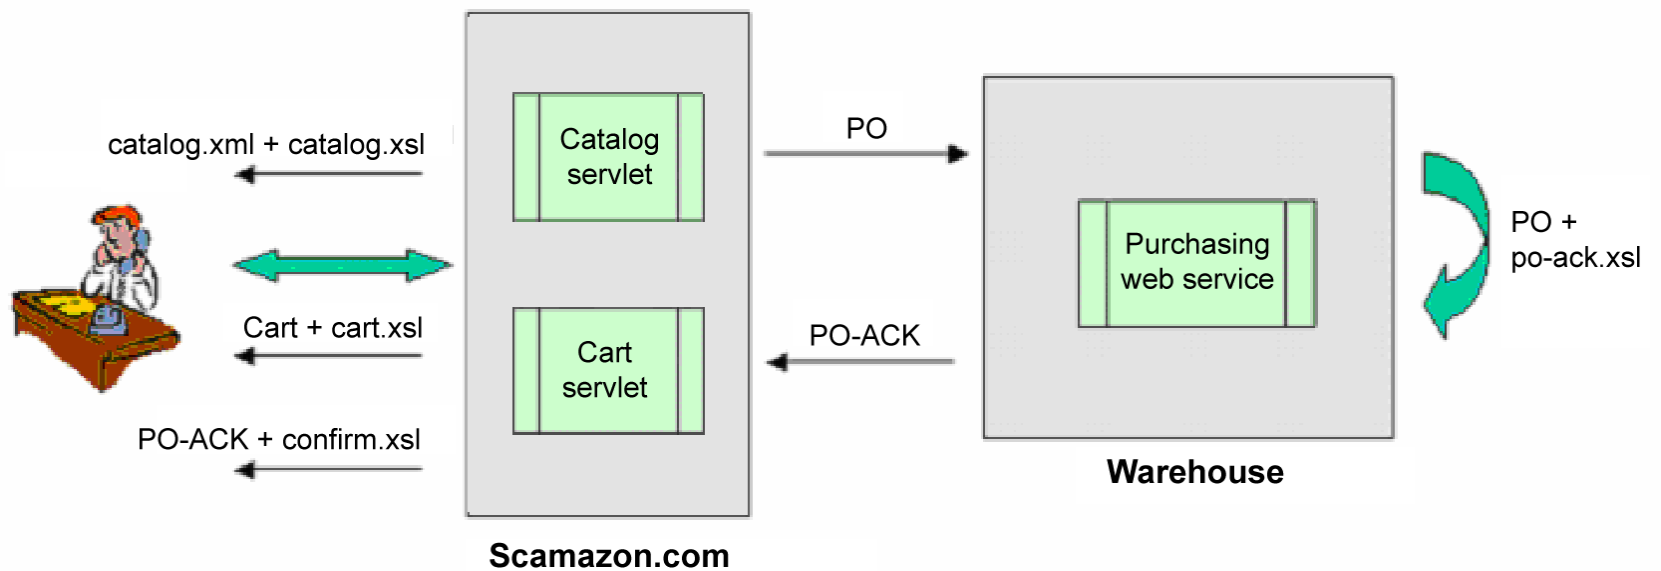 catalog.xml + catalog.xsl
Cart + cart.xsl
PO-ACK + confirm.xsl
Catalog
servlet
Cart
servlet
Scamazon.com
PO
PO-ACK
Purchasing
web service
Warehouse
PO +
po-ack.xsl